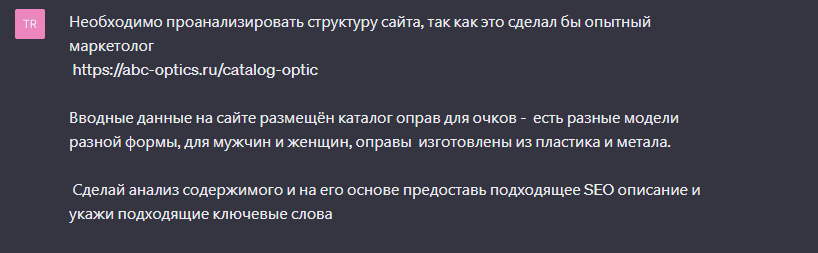 TR
Необходимо проанализировать структуру сайта, так как это сделал бы опытный
маркетолог
https://abc-optics.ru/catalog-optic
Вводные данные на сайте размещён каталог оправ для очков - есть разные модели
разной формы, для мужчин и женщин, оправы изготовлены из пластика и метала.
Сделай анализ содержимого и на его основе предоставь подходящее SEO описание и
укажи подходящие ключевые слова